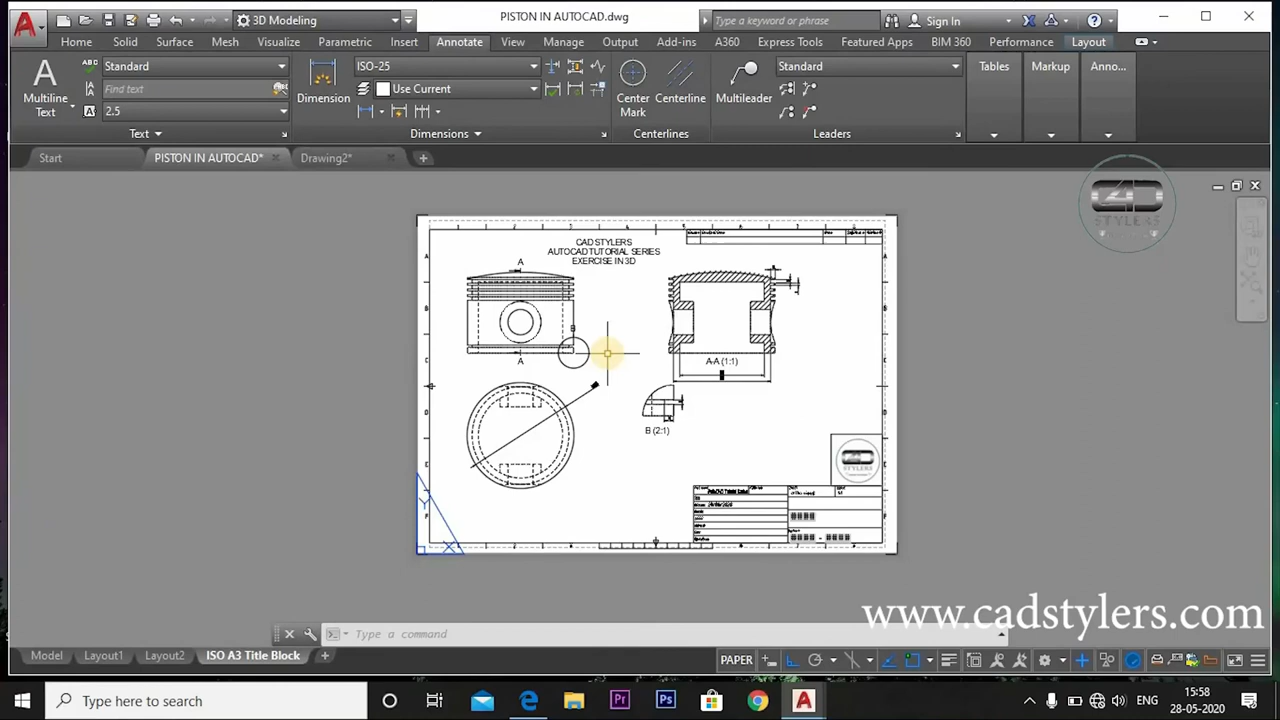 3D Modeling
PISTON IN AUTOCAD.dwg
Type a keyword or phrase
Sign In
Home Solid Surface Mesh Visualize Parametric Insert Annotate View Manage Output Add-ins A360 Express Tools Featured Apps BIM 360 Performance Layout
Multiline Text
Standard
Find text
2.5
Text
Dimension
ISO-25
Use Current
Dimensions
Center Mark
Centerline
Centerlines
Multileader
Standard
Leaders
Tables
Markup
Anno...
Start
PISTON IN AUTOCAD*
Drawing2*
CAD STYLERS
AUTOCAD TUTORIAL SERIES
EXERCISE IN 3D
A
B
A
A-A (1:1)
B (2:1)
STYLERS
STYLERS
Y
X
www.cadstylers.com
Type a command
Model Layout1 Layout2 ISO A3 Title Block
PAPER
Type here to search
Pr
Ps
ENG
15:58
28-05-2020